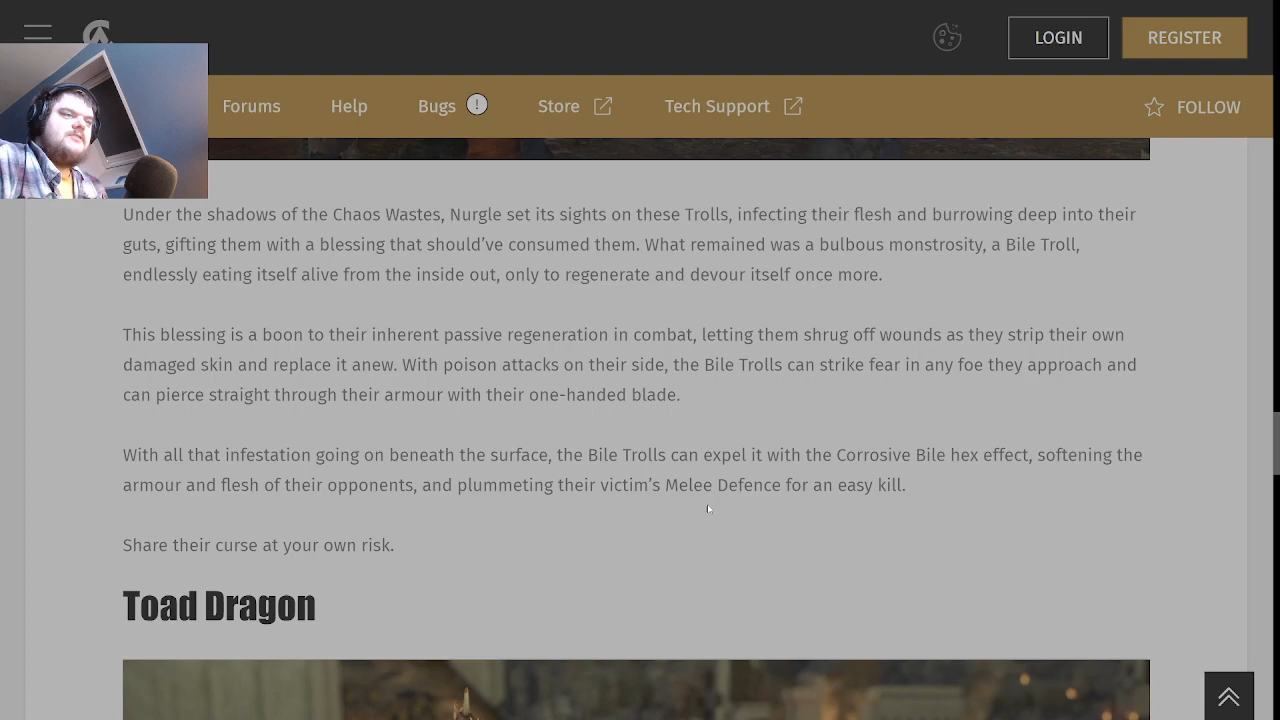 LOGIN
REGISTER
Forums
Help
Bugs !
Store
Tech Support
FOLLOW
Under the shadows of the Chaos Wastes, Nurgle set its sights on these Trolls, infecting their flesh and burrowing deep into their
guts, gifting them with a blessing that should’ve consumed them. What remained was a bulbous monstrosity, a Bile Troll,
endlessly eating itself alive from the inside out, only to regenerate and devour itself once more.
This blessing is a boon to their inherent passive regeneration in combat, letting them shrug off wounds as they strip their own
damaged skin and replace it anew. With poison attacks on their side, the Bile Trolls can strike fear in any foe they approach and
can pierce straight through their armour with their one-handed blade.
With all that infestation going on beneath the surface, the Bile Trolls can expel it with the Corrosive Bile hex effect, softening the
armour and flesh of their opponents, and plummeting their victim’s Melee Defence for an easy kill.
Share their curse at your own risk.
Toad Dragon